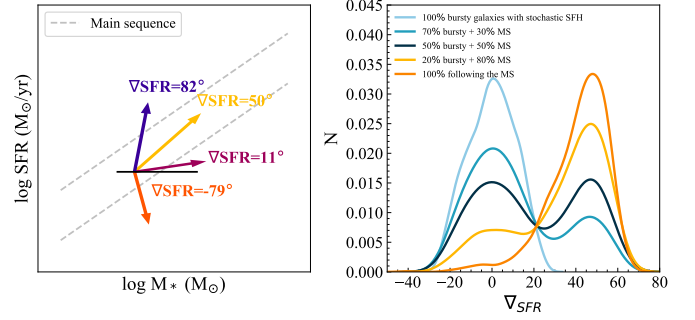 Main sequence
∇SFR=82°
∇SFR=50°
∇SFR=11°
∇SFR=-79°
log SFR (M⊙/yr)
log M∗ (M⊙)
100% bursty galaxies with stochastic SFH
70% bursty + 30% MS
50% bursty + 50% MS
20% bursty + 80% MS
100% following the MS
N
0.045
0.040
0.035
0.030
0.025
0.020
0.015
0.010
0.005
0.000
−40 −20 0 20 40 60 80
∇SFR